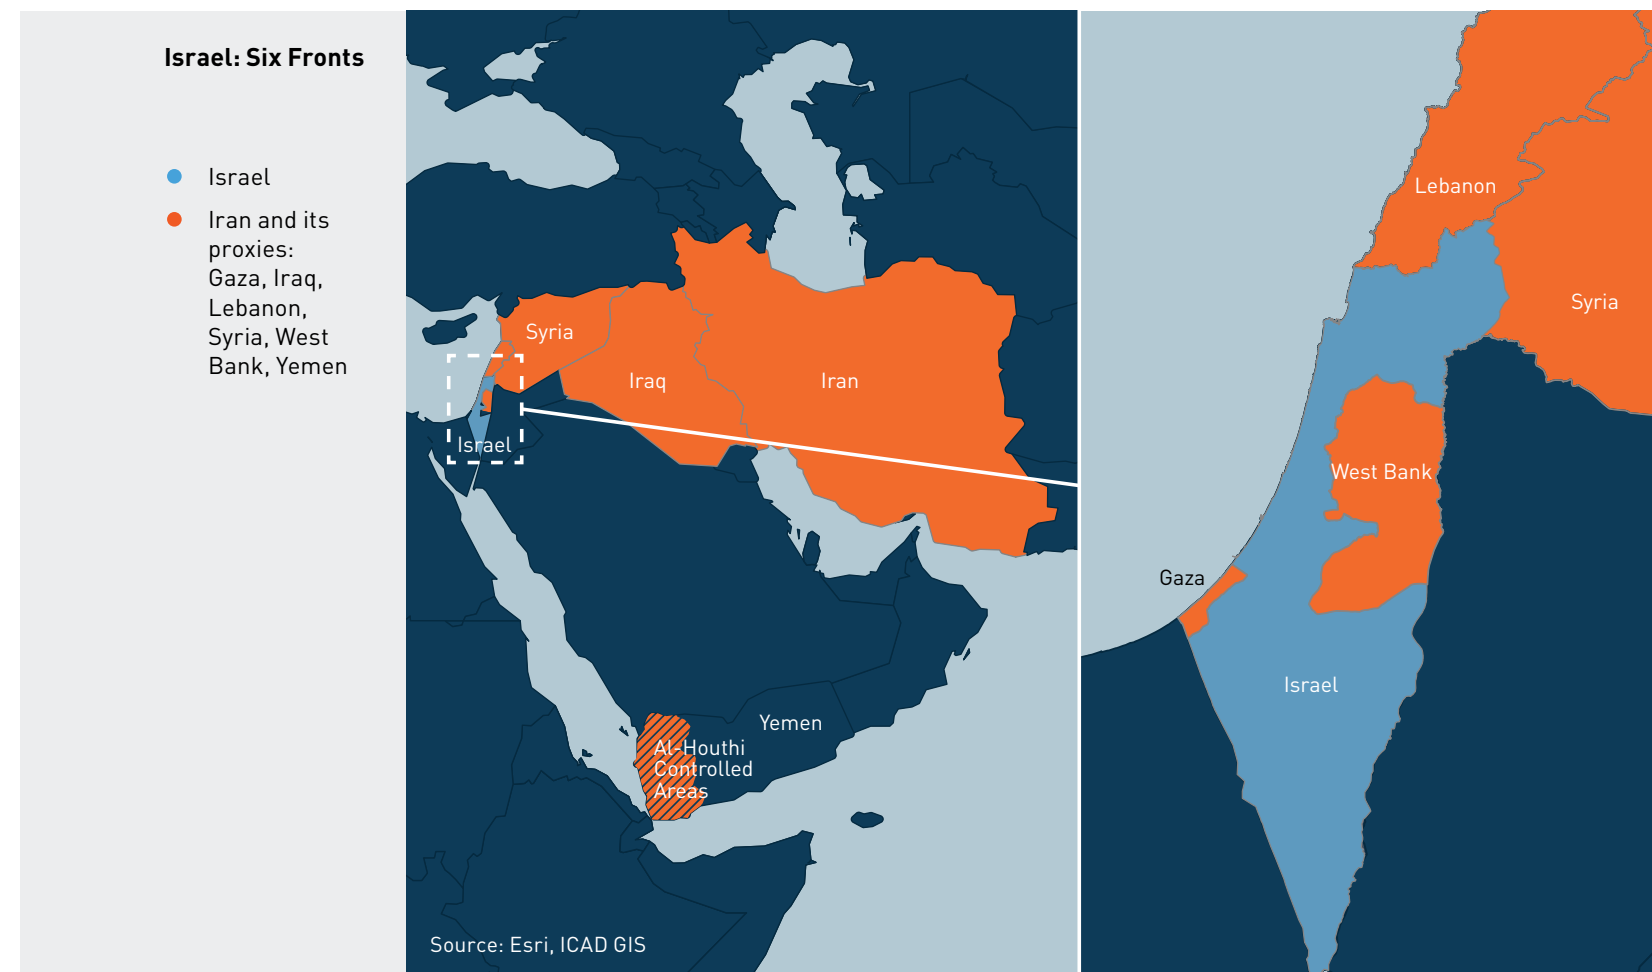 Israel: Six Fronts
Israel
Iran and its
proxies:
Gaza, Iraq,
Lebanon,
Syria, West
Bank, Yemen
Syria
Iraq
Iran
Israel
Yemen
Al-Houthi
Controlled
Areas
Source: Esri, ICAD GIS
Lebanon
Syria
West Bank
Gaza
Israel